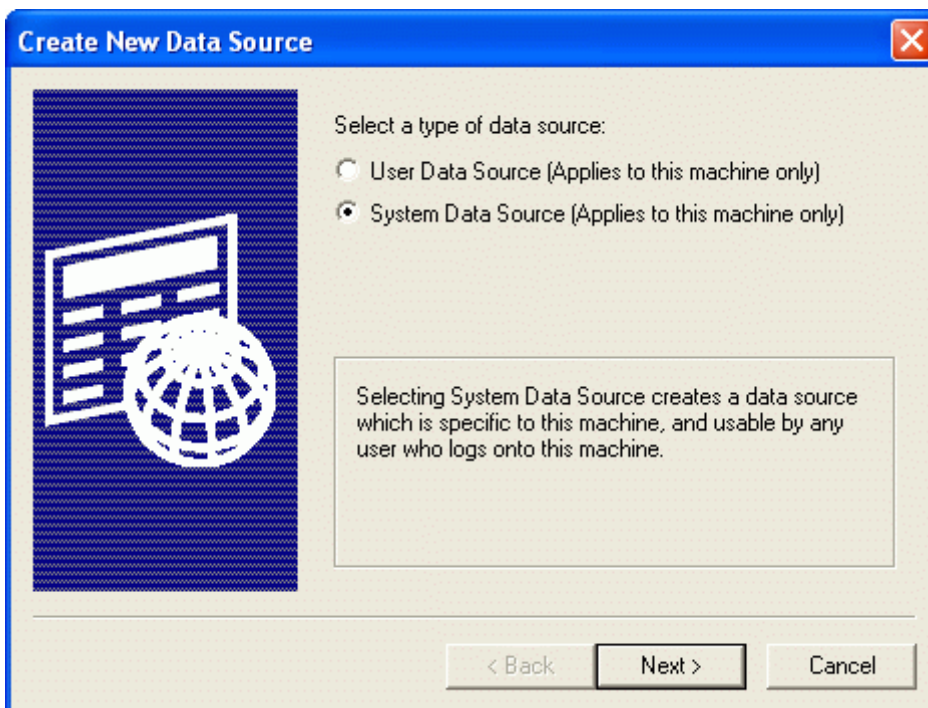 Create New Data Source
Select a type of data source:
User Data Source (Applies to this machine only)
System Data Source (Applies to this machine only)
Selecting System Data Source creates a data source
which is specific to this machine, and usable by any
user who logs onto this machine.
< Back
Next >
Cancel